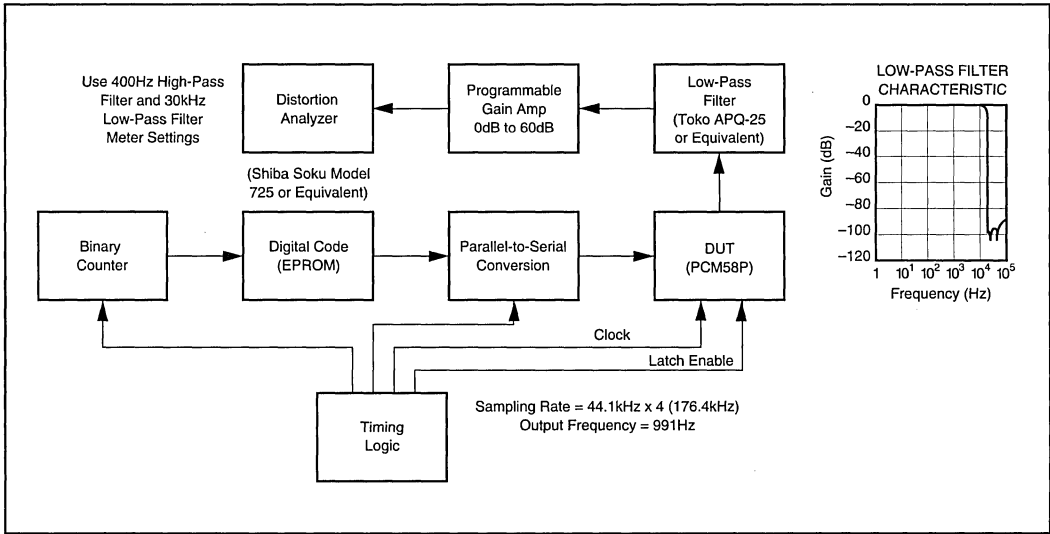 Use 400Hz High-Pass
Filter and 30kHz
Low-Pass Filter
Meter Settings
Distortion
Analyzer
(Shiba Soku Model
725 or Equivalent)
Programmable
Gain Amp
0dB to 60dB
Low-Pass
Filter
(Toko APQ-25
or Equivalent)
Binary
Counter
Digital Code
(EPROM)
Parallel-to-Serial
Conversion
DUT
(PCM58P)
Clock
Latch Enable
Timing
Logic
Sampling Rate = 44.1kHz x 4 (176.4kHz)
Output Frequency = 991Hz
LOW-PASS FILTER
CHARACTERISTIC
Gain (dB)
0
−20
−40
−60
−80
−100
−120
1 10¹ 10² 10³ 10⁴ 10⁵
Frequency (Hz)